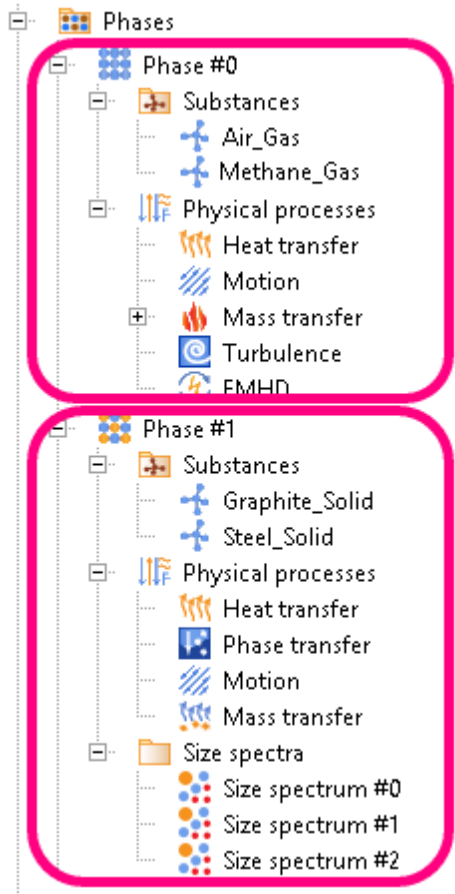 Phases
Phase #0
Substances
Air_Gas
Methane_Gas
Physical processes
Heat transfer
Motion
Mass transfer
Turbulence
EMHD
Phase #1
Substances
Graphite_Solid
Steel_Solid
Physical processes
Heat transfer
Phase transfer
Motion
Mass transfer
Size spectra
Size spectrum #0
Size spectrum #1
Size spectrum #2